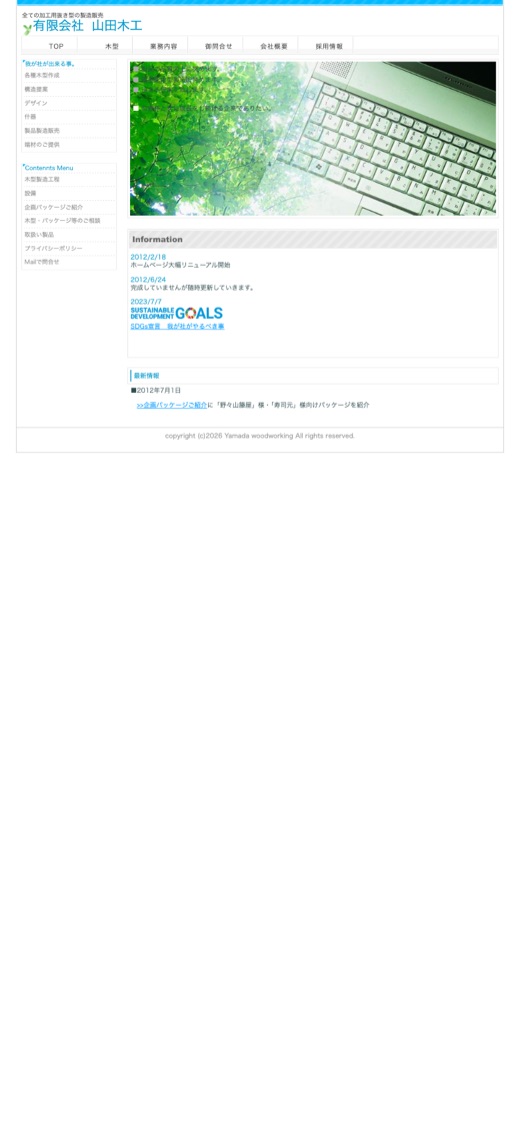 全ての加工用抜き型の製造販売
有限会社 山田木工
TOP 木型 業務内容 御問合せ 会社概要 採用情報
我が社が出来る事。
各種木型作成
構造提案
デザイン
什器
製品製造販売
端材のご提供
Contennts Menu
木型製造工程
設備
企画パッケージご紹介
木型・パッケージ等のご相談
取扱い製品
プライバシーポリシー
Mailで問合せ
企業でありたい。
Information
2012/2/18
ホームページ大幅リニューアル開始
2012/6/24
完成していませんが随時更新していきます。
2023/7/7
SUSTAINABLE DEVELOPMENT GOALS
SDGs宣言 我が社がやるべき事
最新情報
■2012年7月1日
>>企画パッケージご紹介に「野々山藤屋」様・「寿司元」様向けパッケージを紹介
copyright (c)2026 Yamada woodworking All rights reserved.